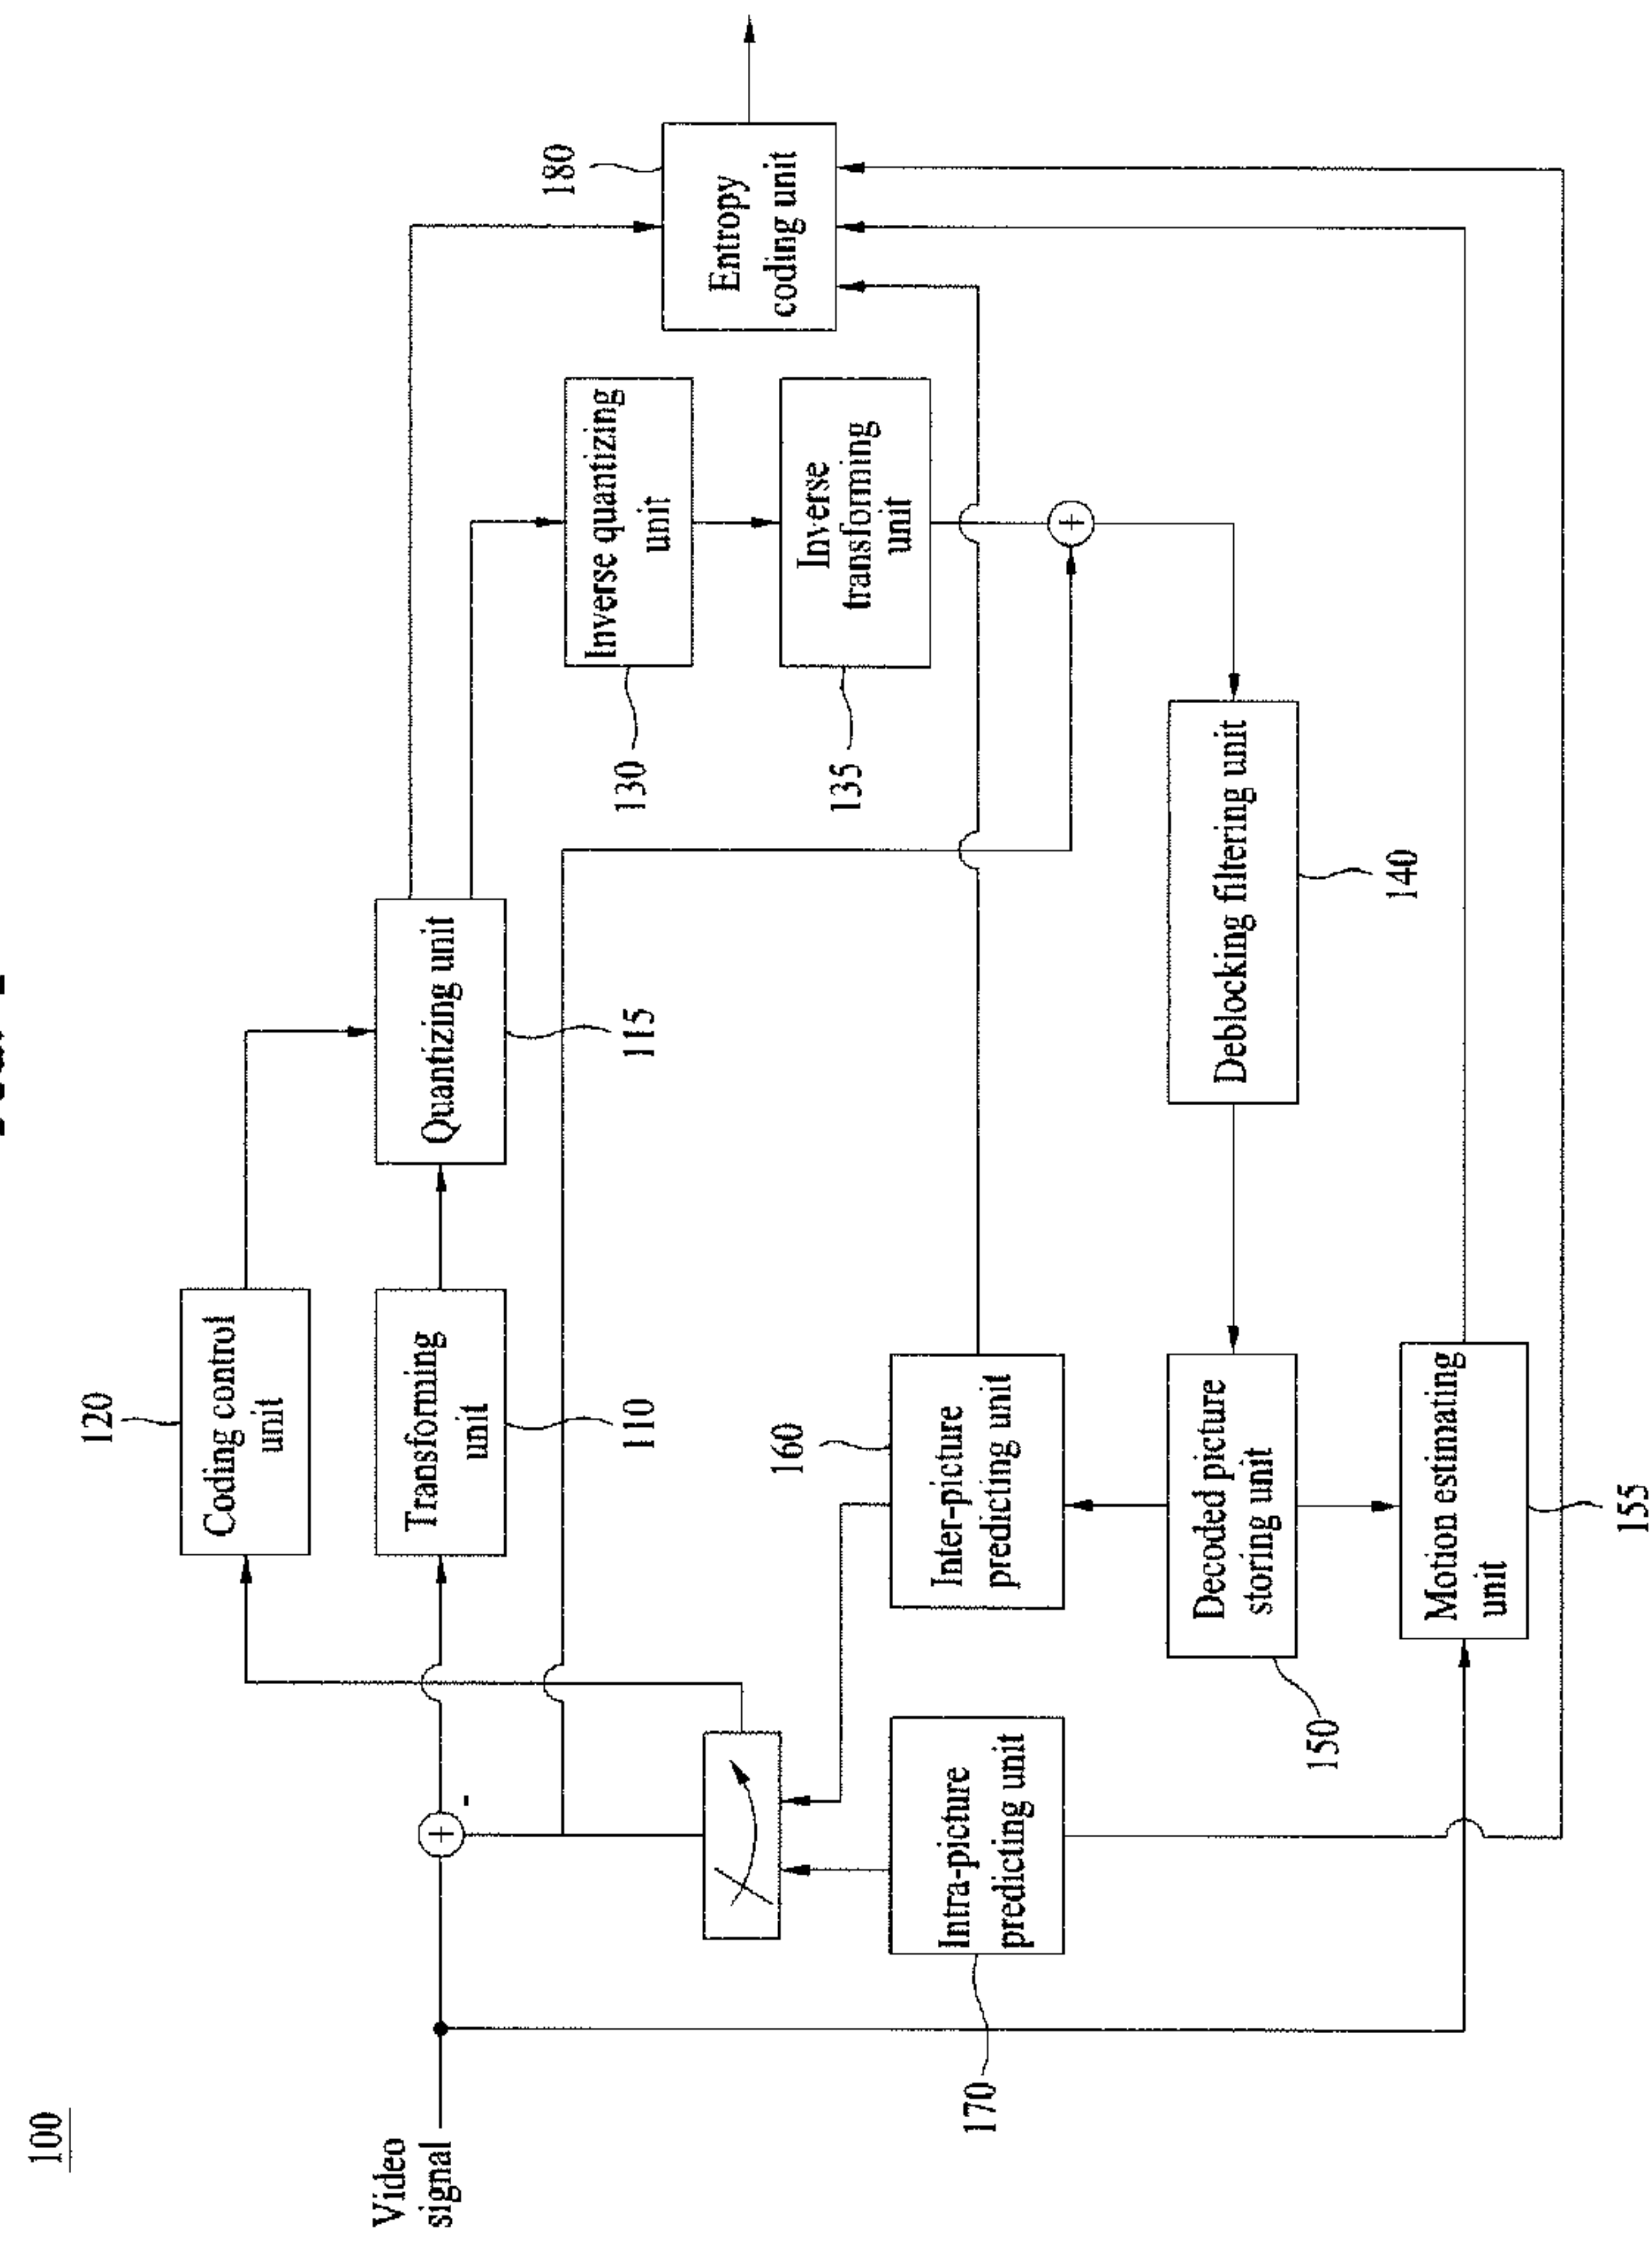 100
Video
signal
120
Coding control
unit
Transforming
unit
110
Quantizing unit
115
180
Entropy
coding unit
Inverse quantizing
unit
130
Inverse
transforming
unit
135
+
-
+
160
Inter-picture
predicting unit
Intra-picture
predicting unit
170
Deblocking filtering unit
140
Decoded picture
storing unit
150
Motion estimating
unit
155